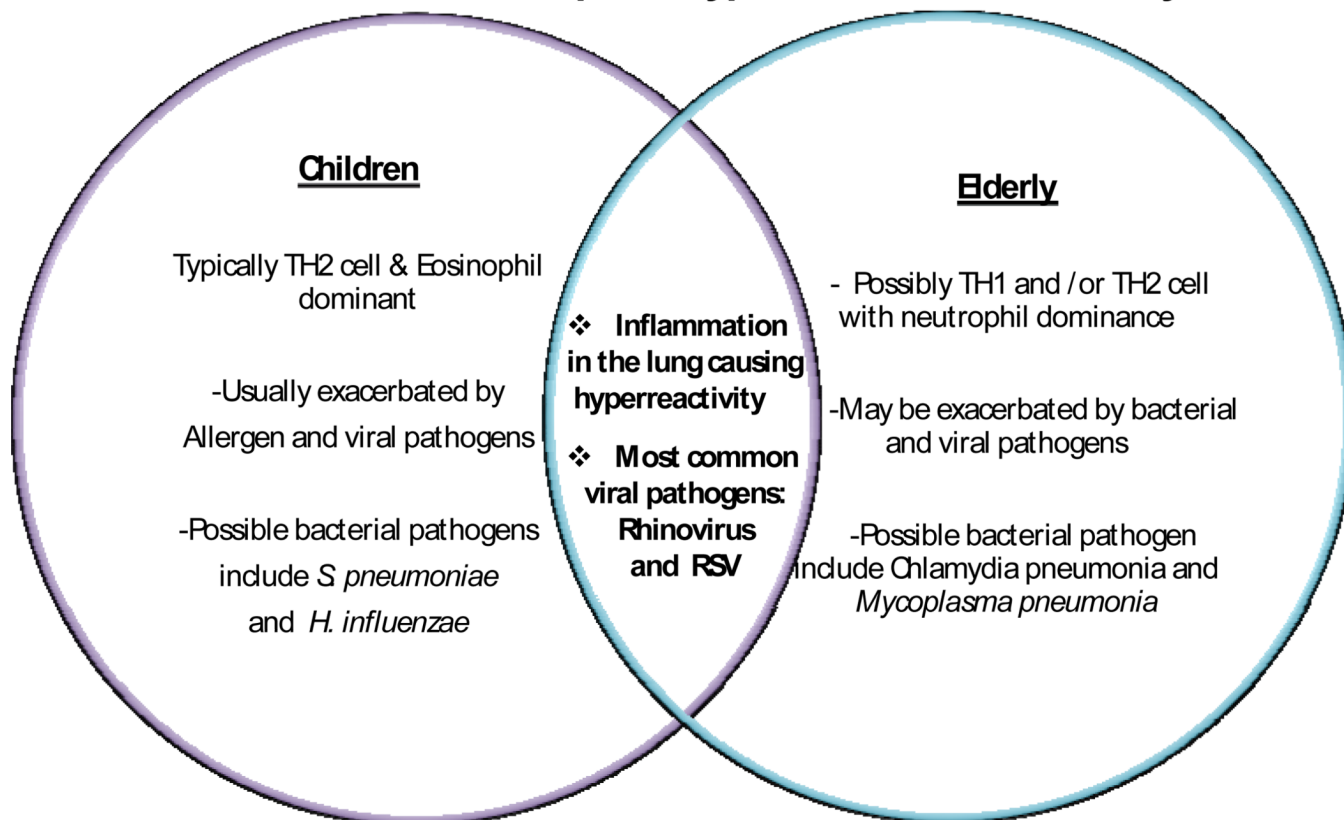 Children
Typically TH2 cell & Eosinophil
dominant
-Usually exacerbated by
Allergen and viral pathogens
-Possible bacterial pathogens
include S. pneumoniae
and H. influenzae
❖ Inflammation
in the lung causing
hyperreactivity
❖ Most common
viral pathogens:
Rhinovirus
and RSV
Elderly
- Possibly TH1 and / or TH2 cell
with neutrophil dominance
-May be exacerbated by bacterial
and viral pathogens
-Possible bacterial pathogen
include Chlamydia pneumonia and
Mycoplasma pneumonia